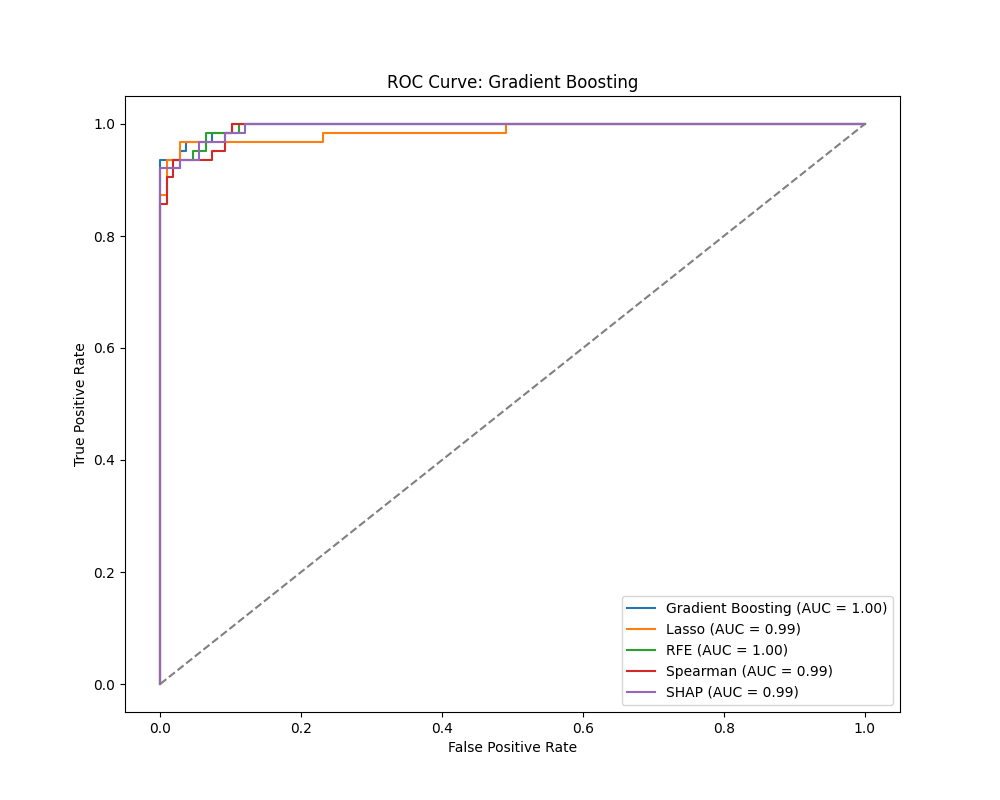 ROC Curve: Gradient Boosting
1.0
0.8
0.6
0.4
0.2
0.0
True Positive Rate
0.0 0.2 0.4 0.6 0.8 1.0
False Positive Rate
Gradient Boosting (AUC = 1.00)
Lasso (AUC = 0.99)
RFE (AUC = 1.00)
Spearman (AUC = 0.99)
SHAP (AUC = 0.99)